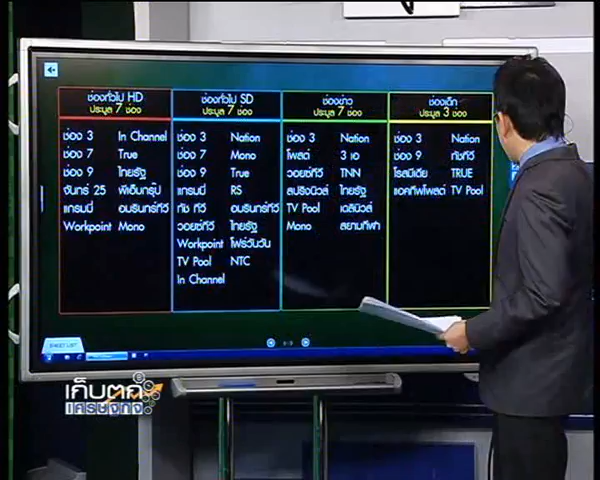 ช่องทั่วไป HD
ประมูล 7 ช่อง
ช่อง 3 In Channel
ช่อง 7 True
ช่อง 9 ไทยทีวี
จันทร์ 25 พีเอ็มกรุ๊ป
แกรมมี่ อมรินทร์ทีวี
Workpoint Mono
ช่องทั่วไป SD
ประมูล 7 ช่อง
ช่อง 3 Nation
ช่อง 7 Mono
ช่อง 9 True
แกรมมี่ RS
ทัช ทีวี อมรินทร์ทีวี
วอยซ์ทีวี ไทยรัฐ
Workpoint โฟร์วันวัน
TV Pool NTC
In Channel
ช่องข่าว
ประมูล 7 ช่อง
ช่อง 3 Nation
โพสต์ 3 เอ
วอยซ์ทีวี TNN
สปริงนิวส์ ไทยรัฐ
TV Pool เดลินิวส์
Mono สยามกีฬา
ช่องเด็ก
ประมูล 3 ช่อง
ช่อง 3 Nation
ช่อง 9 ทัชทีวี
โรสมีเดีย TRUE
แอคทีฟโพสต์ TV Pool
SHEET LIST
เก็บตก
เศรษฐกิจ